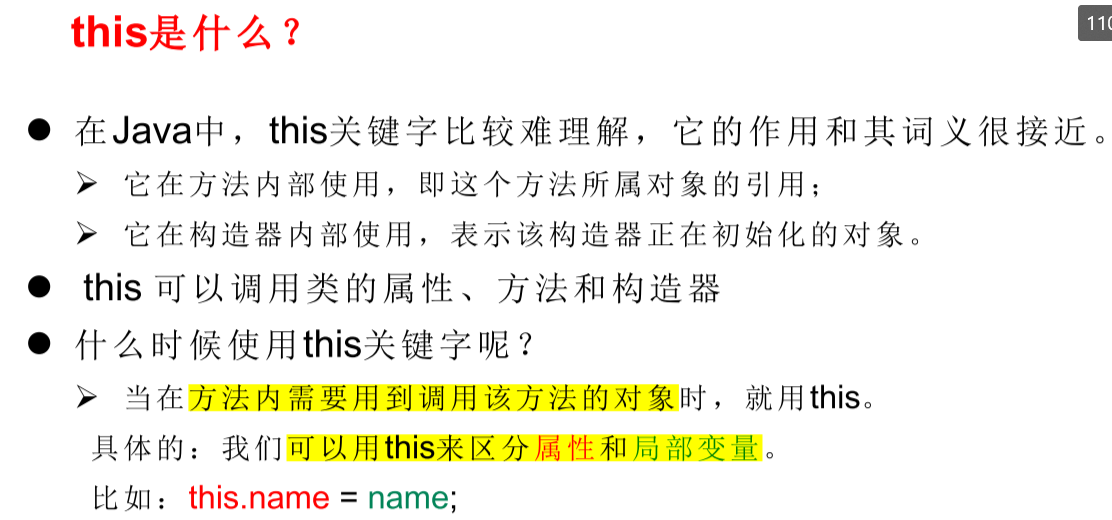 this是什么？
110
● 在Java中，this关键字比较难理解，它的作用和其词义很接近。
➢ 它在方法内部使用，即这个方法所属对象的引用；
➢ 它在构造器内部使用，表示该构造器正在初始化的对象。
● this 可以调用类的属性、方法和构造器
● 什么时候使用this关键字呢？
➢ 当在方法内需要用到调用该方法的对象时，就用this。
具体的：我们可以用this来区分属性和局部变量。
比如：this.name = name;